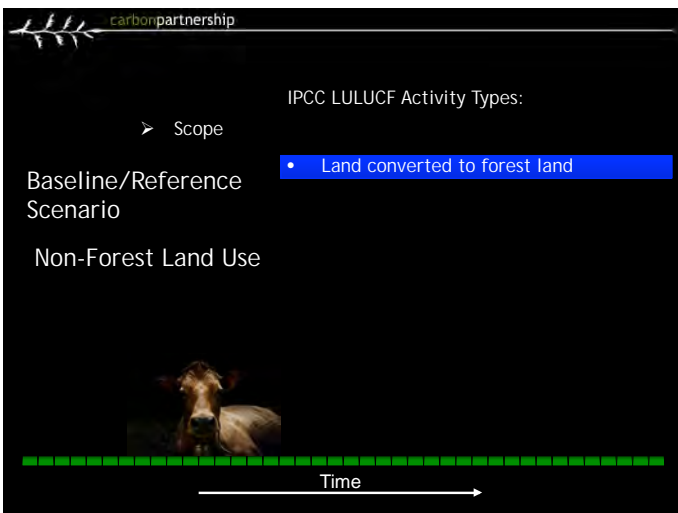 carbonpartnership
IPCC LULUCF Activity Types:
➢ Scope
• Land converted to forest land
Baseline/Reference
Scenario
Non-Forest Land Use
Time